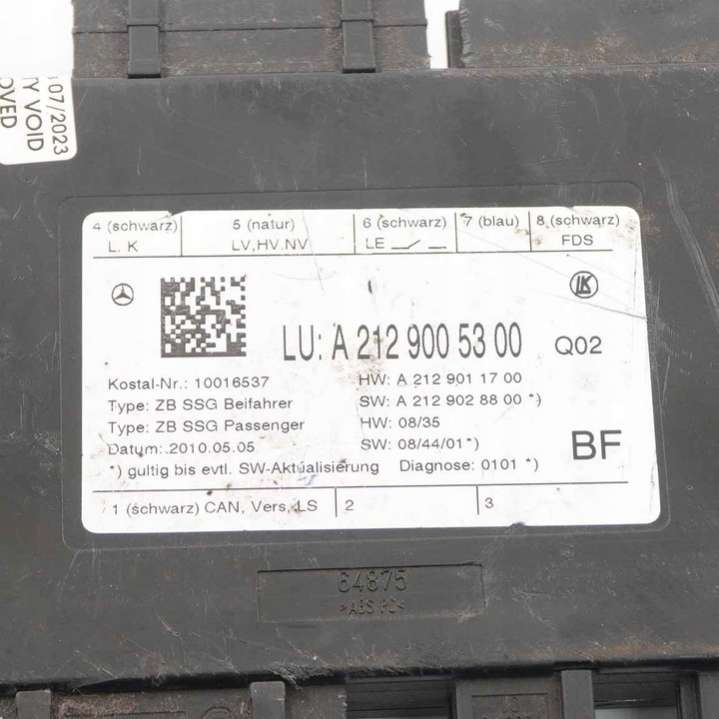 07/2023
Y VOID
OVED
4 (schwarz) 5 (natur) 6 (schwarz) 7 (blau) 8 (schwarz)
L. K LV,HV.NV LE FDS
LK
LU: A 212 900 53 00 Q02
Kostal-Nr.: 10016537 HW: A 212 901 17 00
Type: ZB SSG Beifahrer SW: A 212 902 88 00 *)
Type: ZB SSG Passenger HW: 08/35
Datum: 2010.05.05 SW: 08/44/01*)
BF
*) gultig bis evtl. SW-Aktualisierung Diagnose: 0101 *)
1 (schwarz) CAN, Vers, LS 2 3
64875
>ABS PC<